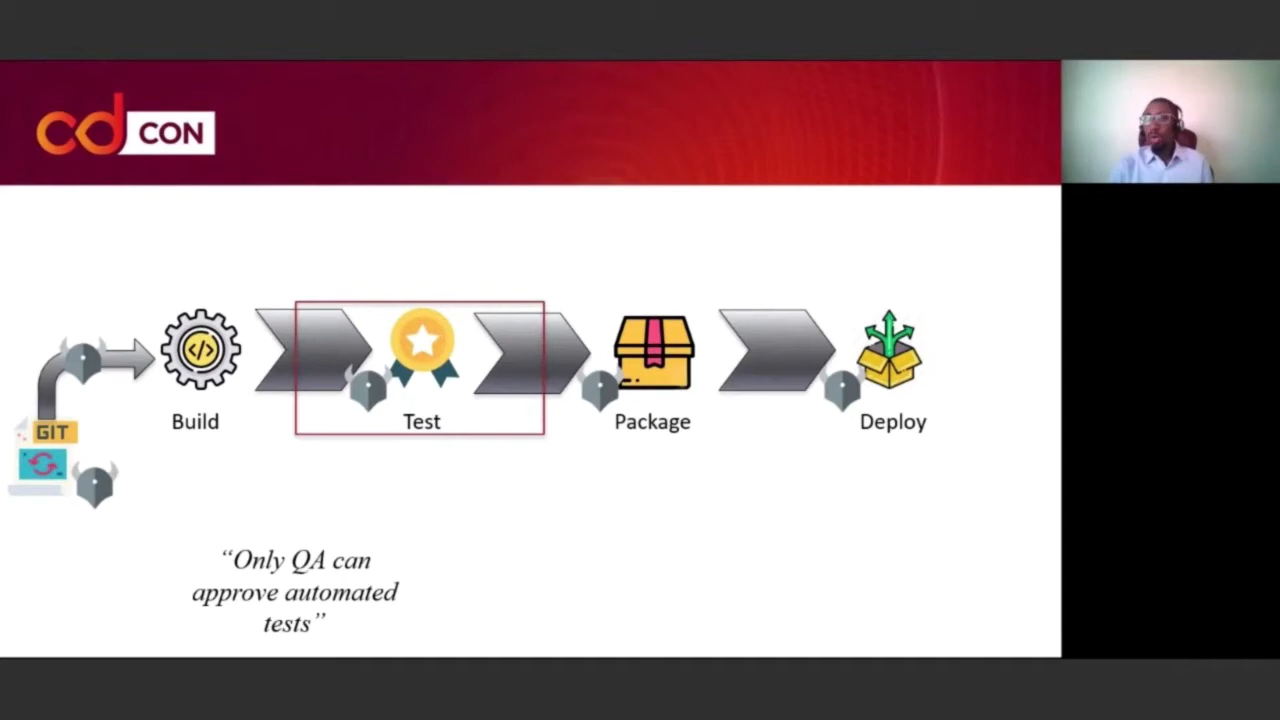 cd CON
GIT
Build
Test
Package
Deploy
“Only QA can
approve automated
tests”